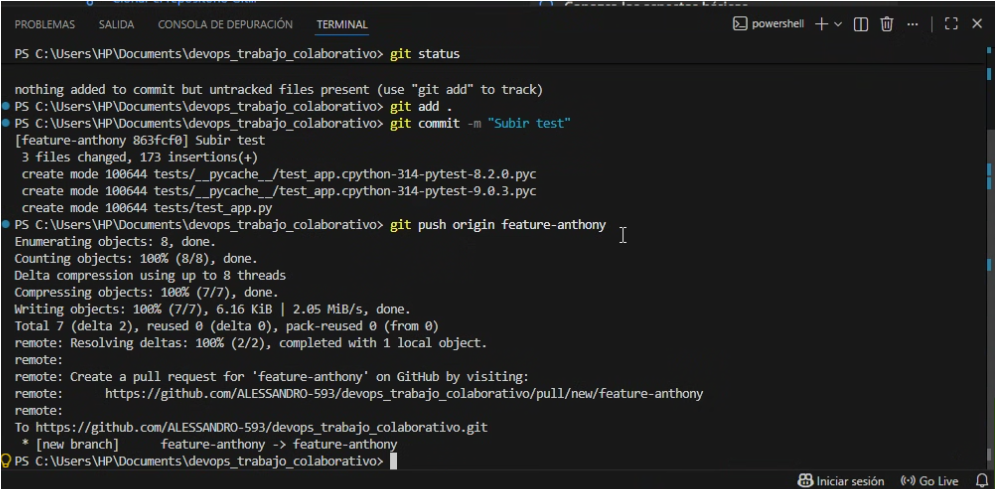 PROBLEMAS SALIDA CONSOLA DE DEPURACIÓN TERMINAL powershell
PS C:\Users\HP\Documents\devops_trabajo_colaborativo> git status
nothing added to commit but untracked files present (use "git add" to track)
PS C:\Users\HP\Documents\devops_trabajo_colaborativo> git add .
PS C:\Users\HP\Documents\devops_trabajo_colaborativo> git commit -m "Subir test"
[feature-anthony 863fcf0] Subir test
3 files changed, 173 insertions(+)
create mode 100644 tests/__pycache__/test_app.cpython-314-pytest-8.2.0.pyc
create mode 100644 tests/__pycache__/test_app.cpython-314-pytest-9.0.3.pyc
create mode 100644 tests/test_app.py
PS C:\Users\HP\Documents\devops_trabajo_colaborativo> git push origin feature-anthony
Enumerating objects: 8, done.
Counting objects: 100% (8/8), done.
Delta compression using up to 8 threads
Compressing objects: 100% (7/7), done.
Writing objects: 100% (7/7), 6.16 KiB | 2.05 MiB/s, done.
Total 7 (delta 2), reused 0 (delta 0), pack-reused 0 (from 0)
remote: Resolving deltas: 100% (2/2), completed with 1 local object.
remote:
remote: Create a pull request for 'feature-anthony' on GitHub by visiting:
remote:      https://github.com/ALESSANDRO-593/devops_trabajo_colaborativo/pull/new/feature-anthony
remote:
To https://github.com/ALESSANDRO-593/devops_trabajo_colaborativo.git
* [new branch]      feature-anthony -> feature-anthony
PS C:\Users\HP\Documents\devops_trabajo_colaborativo>
Iniciar sesión Go Live